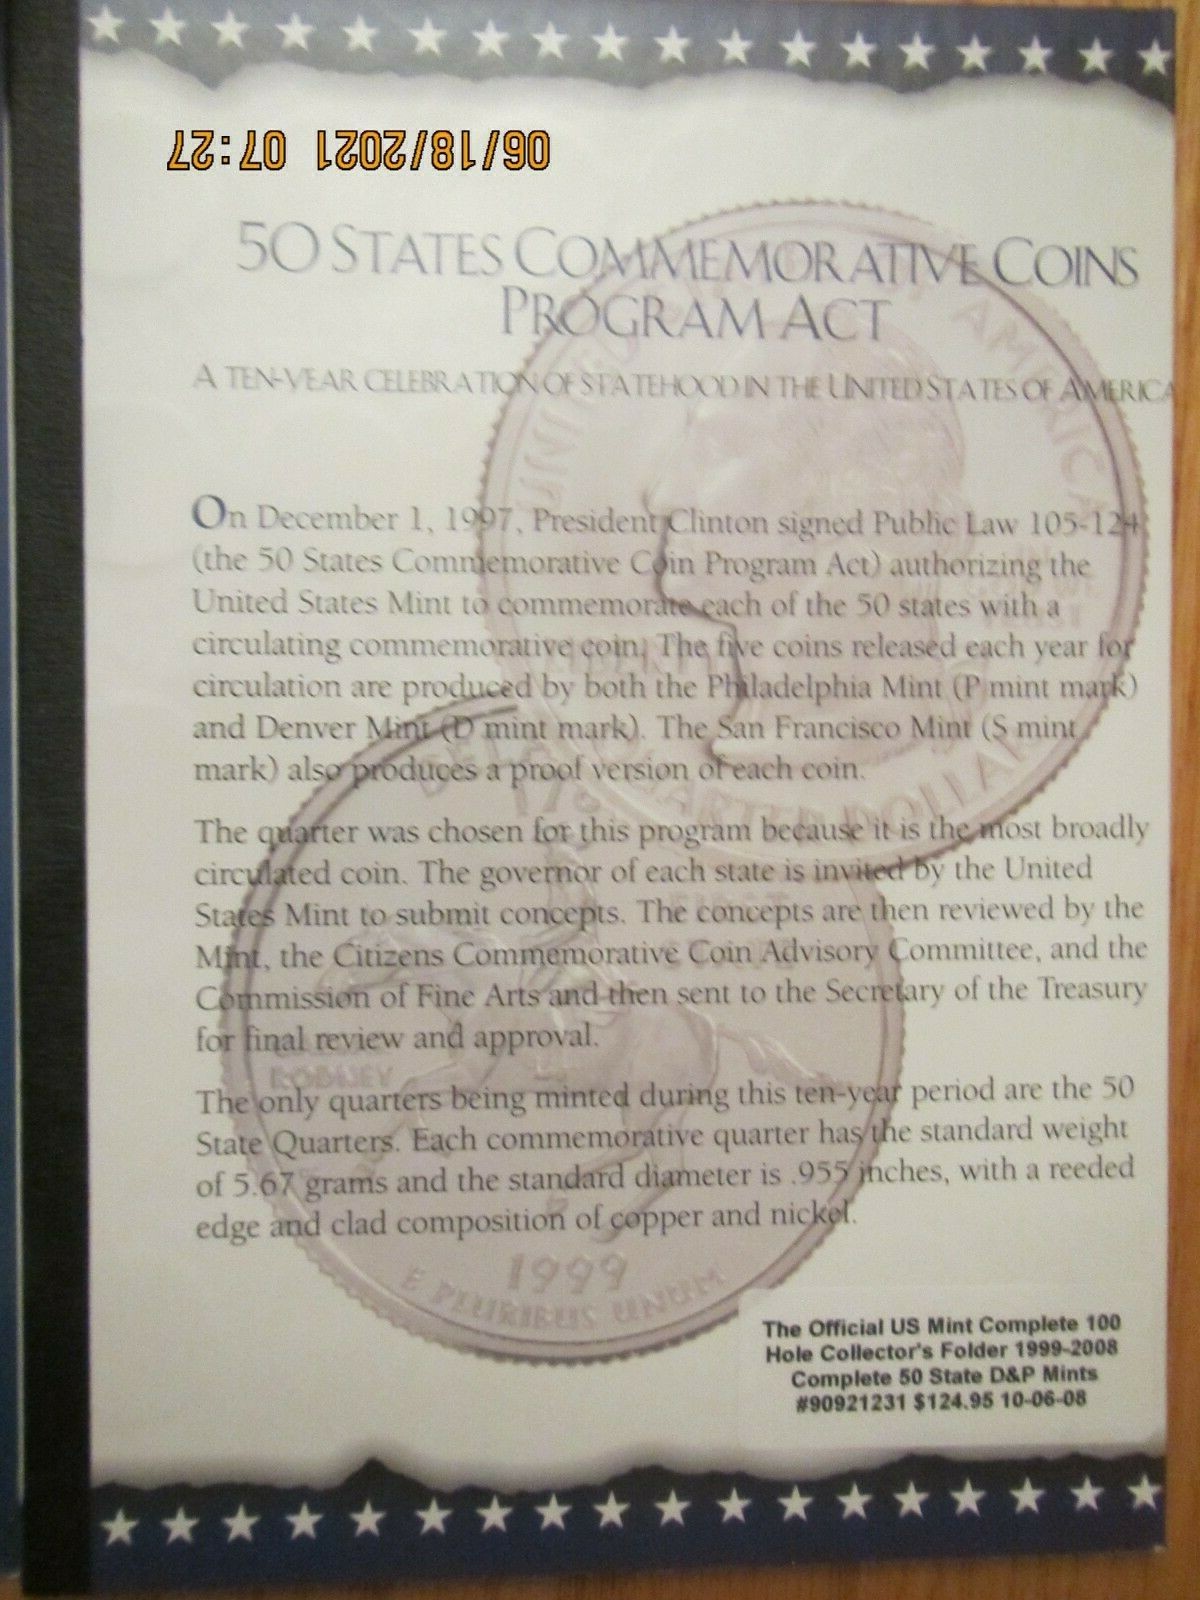 06/18/2021 07:27
50 STATES COMMEMORATIVE COINS
PROGRAM ACT
A TEN-YEAR CELEBRATION OF STATEHOOD IN THE UNITED STATES OF AMERICA
On December 1, 1997, President Clinton signed Public Law 105-124
(the 50 States Commemorative Coin Program Act) authorizing the
United States Mint to commemorate each of the 50 states with a
circulating commemorative coin. The five coins released each year for
circulation are produced by both the Philadelphia Mint (P mint mark)
and Denver Mint (D mint mark). The San Francisco Mint (S mint
mark) also produces a proof version of each coin.
The quarter was chosen for this program because it is the most broadly
circulated coin. The governor of each state is invited by the United
States Mint to submit concepts. The concepts are then reviewed by the
Mint, the Citizens Commemorative Coin Advisory Committee, and the
Commission of Fine Arts and then sent to the Secretary of the Treasury
for final review and approval.
The only quarters being minted during this ten-year period are the 50
State Quarters. Each commemorative quarter has the standard weight
of 5.67 grams and the standard diameter is .955 inches, with a reeded
edge and clad composition of copper and nickel.
UNITED AMERICA
QUARTER DOLLAR
RODNEY
1999
E PLURIBUS UNUM
The Official US Mint Complete 100
Hole Collector's Folder 1999-2008
Complete 50 State D&P Mints
#90921231 $124.95 10-06-08